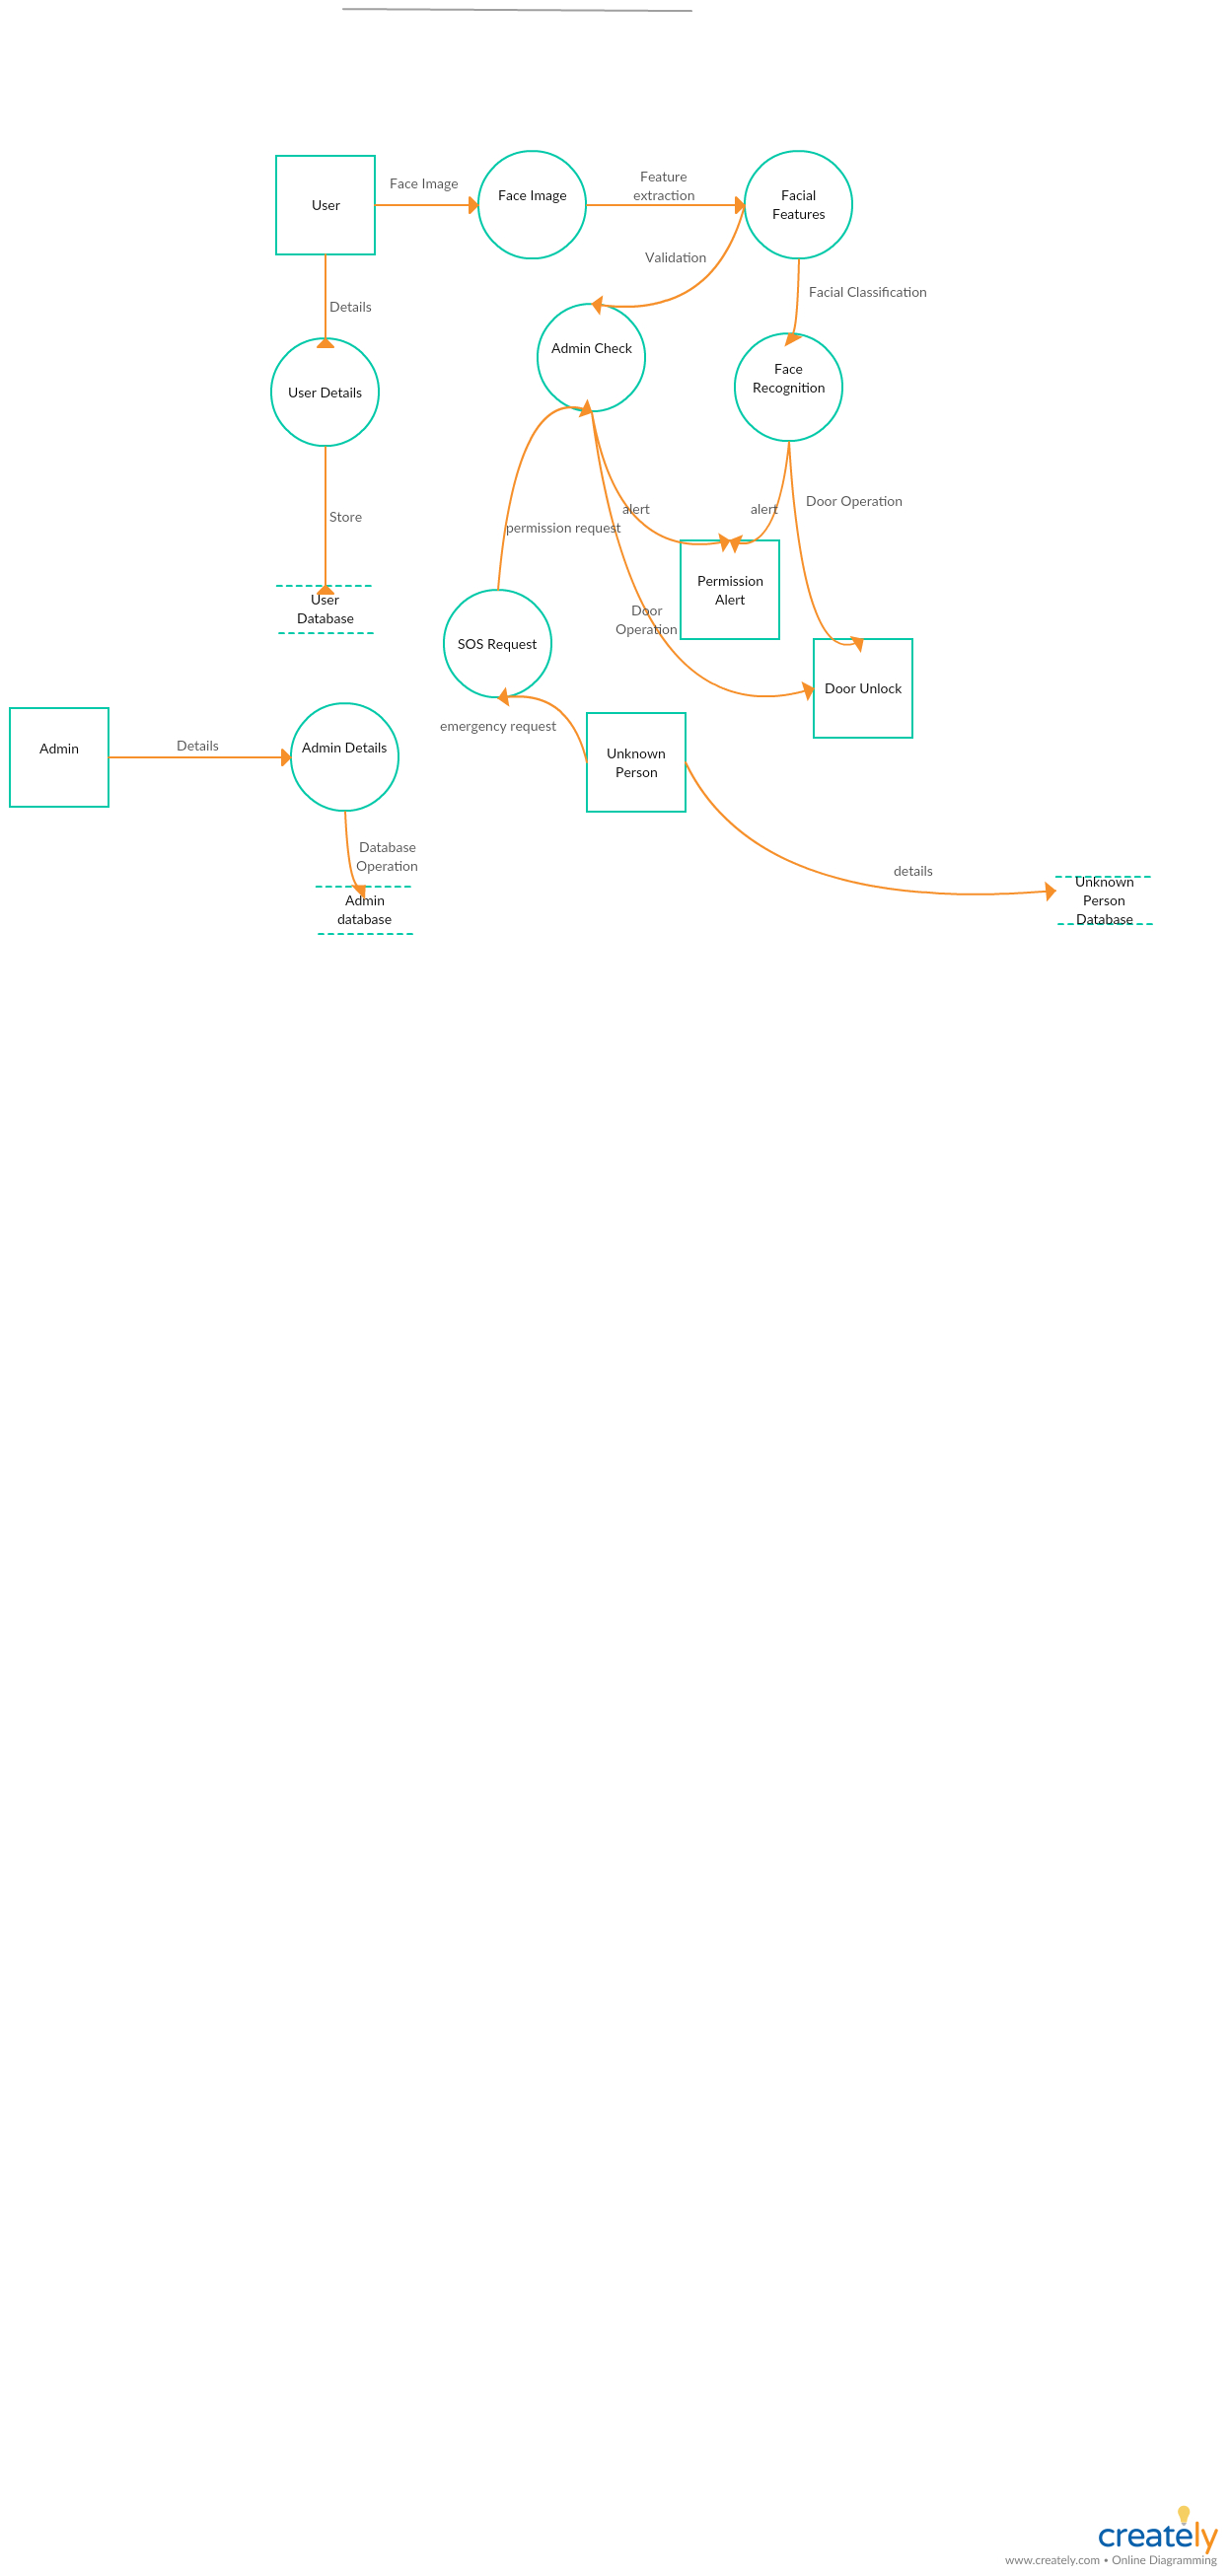 User
Face Image
Face Image
Feature
extraction
Facial
Features
Validation
Facial Classification
Details
Admin Check
Face
Recognition
User Details
Store
permission request
alert
alert
Door Operation
User
Database
Permission
Alert
Door
Operation
SOS Request
Door Unlock
emergency request
Unknown
Person
Admin
Details
Admin Details
Database
Operation
details
Admin
database
Unknown
Person
Database
creately
www.creately.com • Online Diagramming